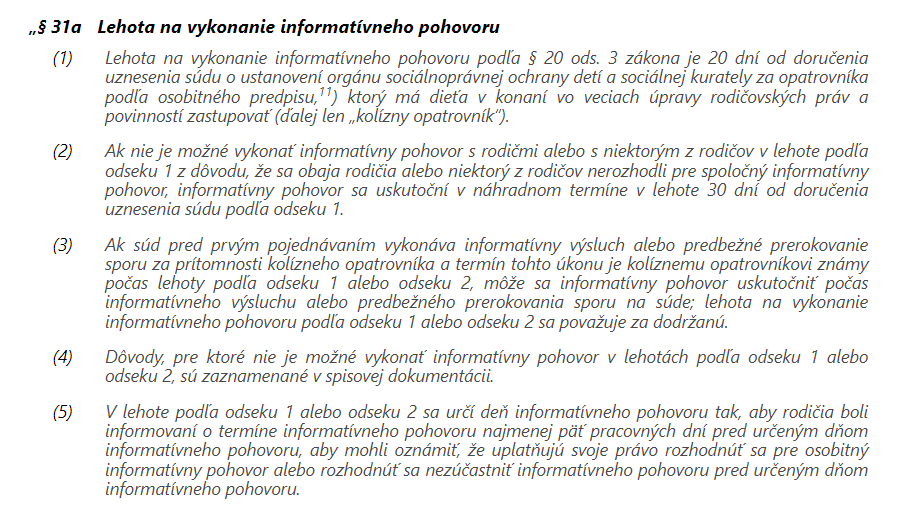 „§ 31a Lehota na vykonanie informatívneho pohovoru
(1) Lehota na vykonanie informatívneho pohovoru podľa § 20 ods. 3 zákona je 20 dní od doručenia
uznesenia súdu o ustanovení orgánu sociálnoprávnej ochrany detí a sociálnej kurately za opatrovníka
podľa osobitného predpisu,¹¹) ktorý má dieťa v konaní vo veciach úpravy rodičovských práv a
povinností zastupovať (ďalej len „kolízny opatrovník“).
(2) Ak nie je možné vykonať informatívny pohovor s rodičmi alebo s niektorým z rodičov v lehote podľa
odseku 1 z dôvodu, že sa obaja rodičia alebo niektorý z rodičov nerozhodli pre spoločný informatívny
pohovor, informatívny pohovor sa uskutoční v náhradnom termíne v lehote 30 dní od doručenia
uznesenia súdu podľa odseku 1.
(3) Ak súd pred prvým pojednávaním vykonáva informatívny výsluch alebo predbežné prerokovanie
sporu za prítomnosti kolízneho opatrovníka a termín tohto úkonu je kolíznemu opatrovníkovi známy
počas lehoty podľa odseku 1 alebo odseku 2, môže sa informatívny pohovor uskutočniť počas
informatívneho výsluchu alebo predbežného prerokovania sporu na súde; lehota na vykonanie
informatívneho pohovoru podľa odseku 1 alebo odseku 2 sa považuje za dodržanú.
(4) Dôvody, pre ktoré nie je možné vykonať informatívny pohovor v lehotách podľa odseku 1 alebo
odseku 2, sú zaznamenané v spisovej dokumentácii.
(5) V lehote podľa odseku 1 alebo odseku 2 sa určí deň informatívneho pohovoru tak, aby rodičia boli
informovaní o termíne informatívneho pohovoru najmenej päť pracovných dní pred určeným dňom
informatívneho pohovoru, aby mohli oznámiť, že uplatňujú svoje právo rozhodnúť sa pre osobitný
informatívny pohovor alebo rozhodnúť sa nezúčastniť informatívneho pohovoru pred určeným dňom
informatívneho pohovoru.